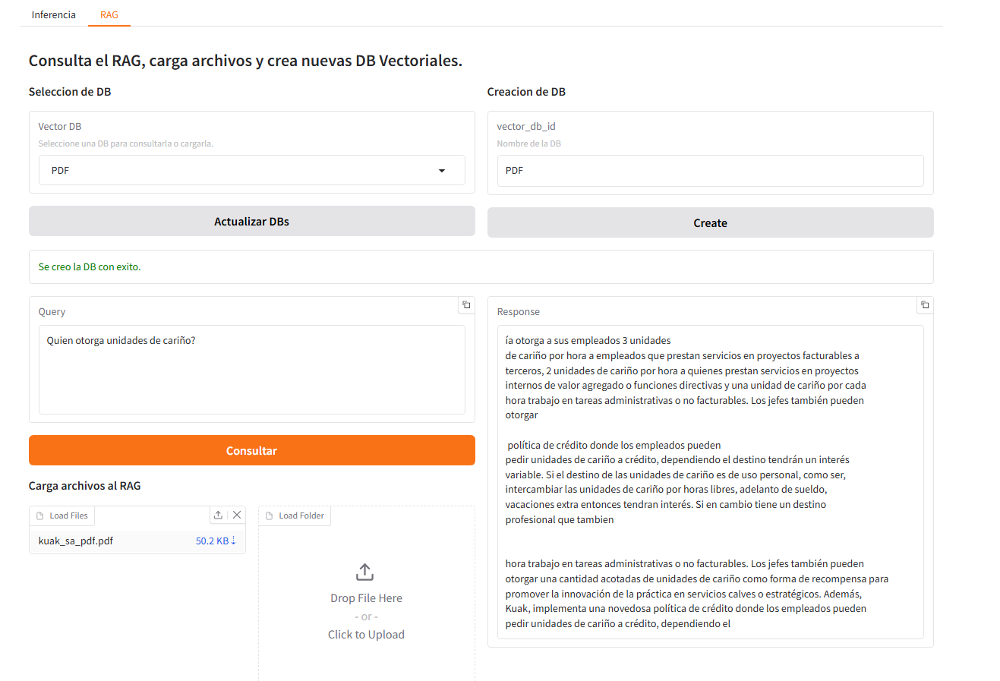 Inferencia
RAG
Consulta el RAG, carga archivos y crea nuevas DB Vectoriales.
Seleccion de DB
Vector DB
Seleccione una DB para consultarla o cargarla.
PDF
Actualizar DBs
Creacion de DB
vector_db_id
Nombre de la DB
PDF
Create
Se creo la DB con exito.
Query
Quien otorga unidades de cariño?
Consultar
Response
ía otorga a sus empleados 3 unidades
de cariño por hora a empleados que prestan servicios en proyectos facturables a
terceros, 2 unidades de cariño por hora a quienes prestan servicios en proyectos
internos de valor agregado o funciones directivas y una unidad de cariño por cada
hora trabajo en tareas administrativas o no facturables. Los jefes también pueden
otorgar
política de crédito donde los empleados pueden
pedir unidades de cariño a crédito, dependiendo el destino tendrán un interés
variable. Si el destino de las unidades de cariño es de uso personal, como ser,
intercambiar las unidades de cariño por horas libres, adelanto de sueldo,
vacaciones extra entonces tendran interés. Si en cambio tiene un destino
profesional que tambien
hora trabajo en tareas administrativas o no facturables. Los jefes también pueden
otorgar una cantidad acotadas de unidades de cariño como forma de recompensa para
promover la innovación de la práctica en servicios calves o estratégicos. Además,
Kuak, implementa una novedosa política de crédito donde los empleados pueden
pedir unidades de cariño a crédito, dependiendo el
Carga archivos al RAG
Load Files
kuak_sa_pdf.pdf
50.2 KB ↓
Load Folder
Drop File Here
- or -
Click to Upload